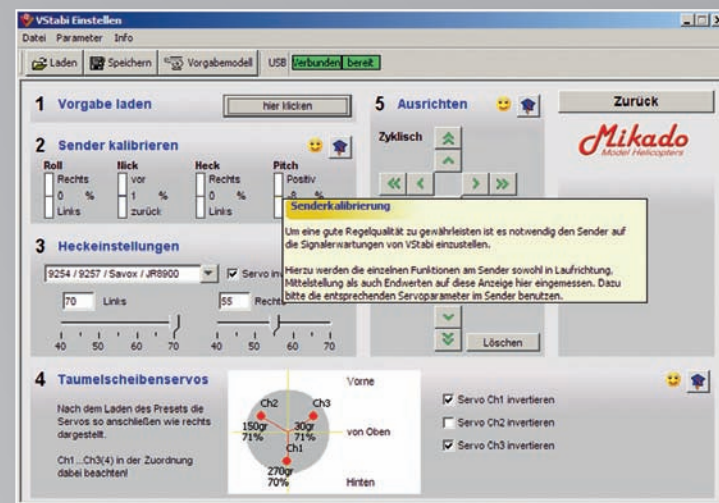 VStabi Einstellen
Datei Parameter Info
Laden Speichern Vorgabemodell USB Verbunden, bereit
1 Vorgabe laden hier klicken
2 Sender kalibrieren
Roll Nick Heck Pitch
Rechts vor Rechts Positiv
0 % 1 % 0 % -8 %
Links zurück Links
3 Heckeinstellungen
9254 / 9257 / Savox / JR8900
70 Links 55 Rechts
40 50 60 70 40 50 60 70
5 Ausrichten
Zyklisch
Löschen
Zurück
Mikado
Model Helicopters
Senderkalibrierung
Um eine gute Regelqualität zu gewährleisten ist es notwendig den Sender auf
die Signalerwartungen von VStabi einzustellen.
Hierzu werden die einzelnen Funktionen am Sender sowohl in Laufrichtung,
Mittelstellung als auch Endwerten auf diese Anzeige hier eingemessen. Dazu
bitte die entsprechenden Servoparameter im Sender benutzen.
4 Taumelscheibenservos
Nach dem Laden des Presets die
Servos so anschließen wie rechts
dargestellt.
Ch1...Ch3(4) in der Zuordnung
dabei beachten!
Vorne
Ch2 Ch3
150gr 30gr
71% 71%
von Oben
Ch1
270gr
70%
Hinten
Servo Ch1 invertieren
Servo Ch2 invertieren
Servo Ch3 invertieren